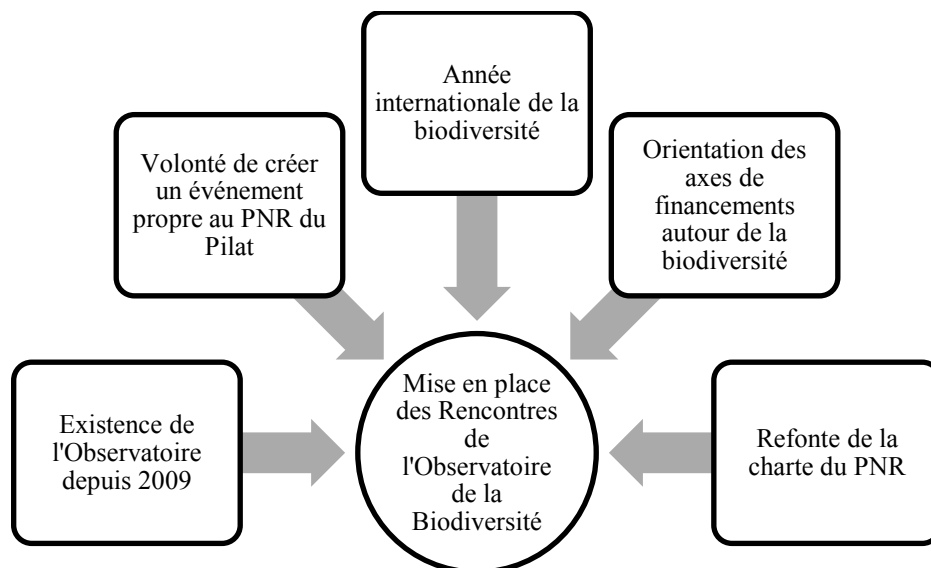 Année
internationale de la
biodiversité
Volonté de créer
un événement
propre au PNR du
Pilat
Orientation des
axes de
financements
autour de la
biodiversité
Existence de
l'Observatoire
depuis 2009
Mise en place
des Rencontres
de
l'Observatoire
de la
Biodiversité
Refonte de la
charte du PNR